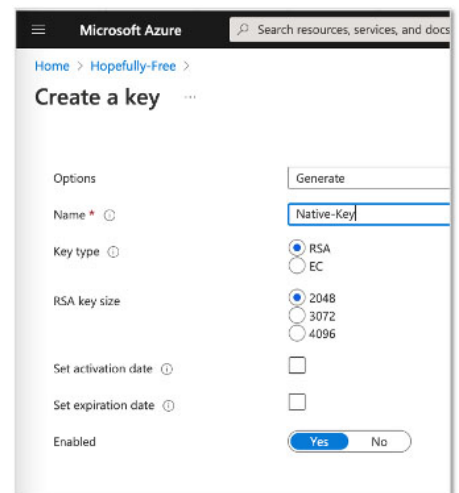 Microsoft Azure
Search resources, services, and docs
Home > Hopefully-Free >
Create a key ...
Options Generate
Name * Native-Key
Key type RSA
EC
RSA key size 2048
3072
4096
Set activation date
Set expiration date
Enabled Yes No